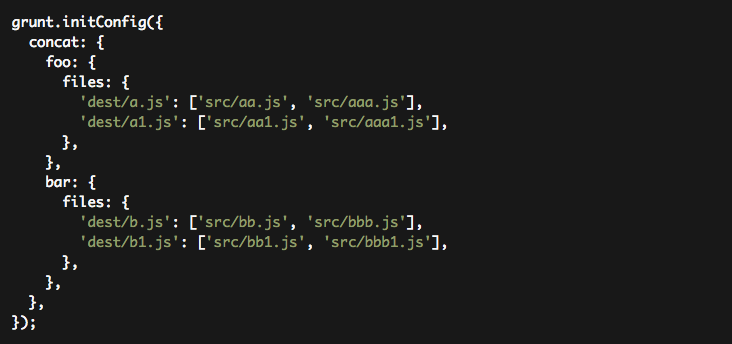 grunt.initConfig({
  concat: {
    foo: {
      files: {
        'dest/a.js': ['src/aa.js', 'src/aaa.js'],
        'dest/a1.js': ['src/aa1.js', 'src/aaa1.js'],
      },
    },
    bar: {
      files: {
        'dest/b.js': ['src/bb.js', 'src/bbb.js'],
        'dest/b1.js': ['src/bb1.js', 'src/bbb1.js'],
      },
    },
  },
});